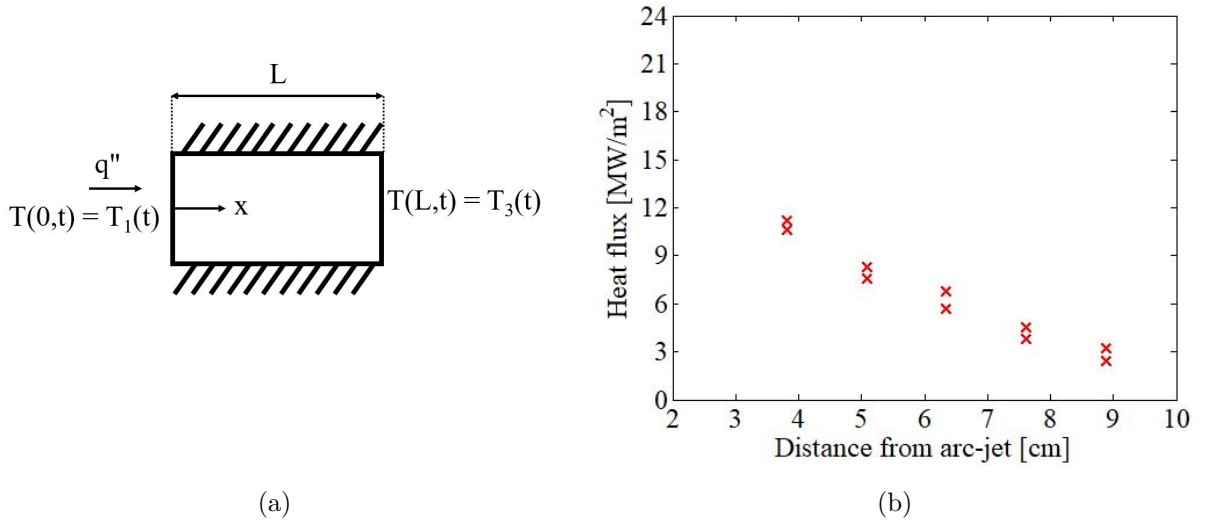 L
q"
T(0,t) = T₁(t)
x
T(L,t) = T₃(t)
(a)
Heat flux [MW/m²]
24
21
18
15
12
9
6
3
0
2 3 4 5 6 7 8 9 10
Distance from arc-jet [cm]
(b)